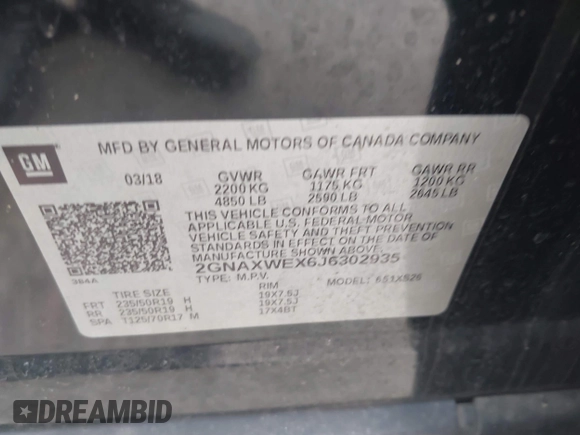 GM
MFD BY GENERAL MOTORS OF CANADA COMPANY
03/18 GVWR GAWR FRT GAWR RR
2200 KG 1175 KG 1200 KG
4850 LB 2590 LB 2645 LB
THIS VEHICLE CONFORMS TO ALL
APPLICABLE U.S. FEDERAL MOTOR
VEHICLE SAFETY AND THEFT PREVENTION
STANDARDS IN EFFECT ON THE DATE OF
MANUFACTURE SHOWN ABOVE.
2GNAXWEX6J6302935
TYPE: M.P.V. MODEL:
384A
TIRE SIZE RIM
FRT 235/50R19 H 19X7.5J
RR 235/50R19 H 19X7.5J
SPA T125/70R17 M 17X4BT
DREAMBID